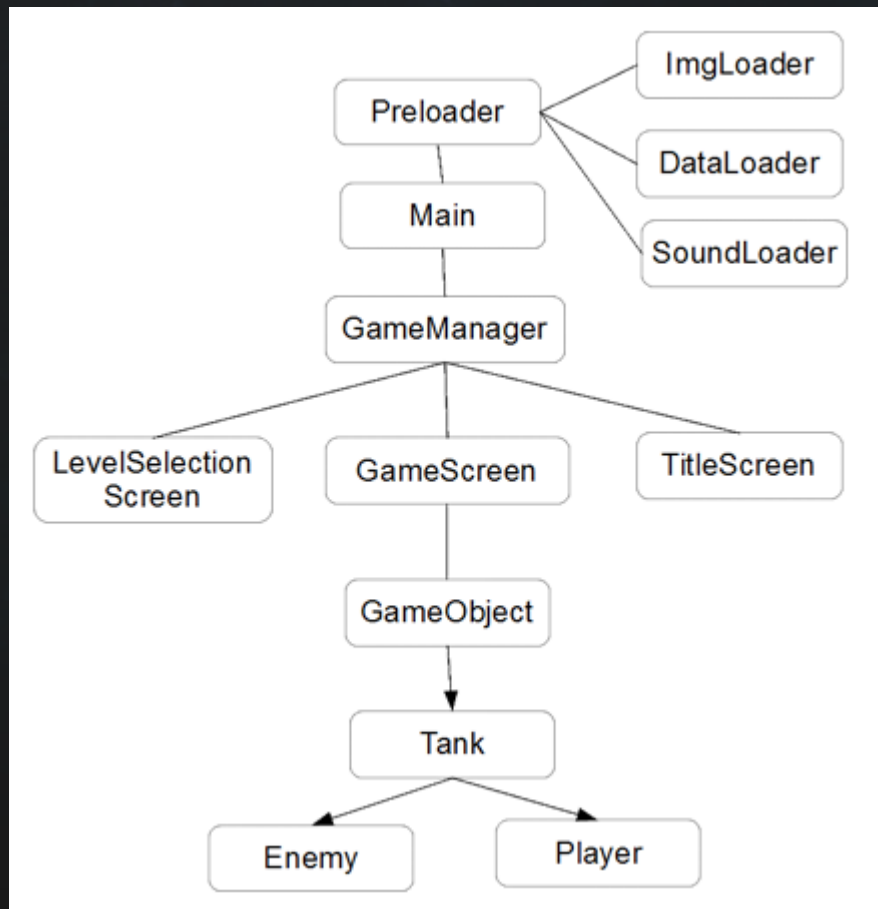 ImgLoader
Preloader
DataLoader
Main
SoundLoader
GameManager
LevelSelection
Screen
GameScreen
TitleScreen
GameObject
Tank
Enemy
Player